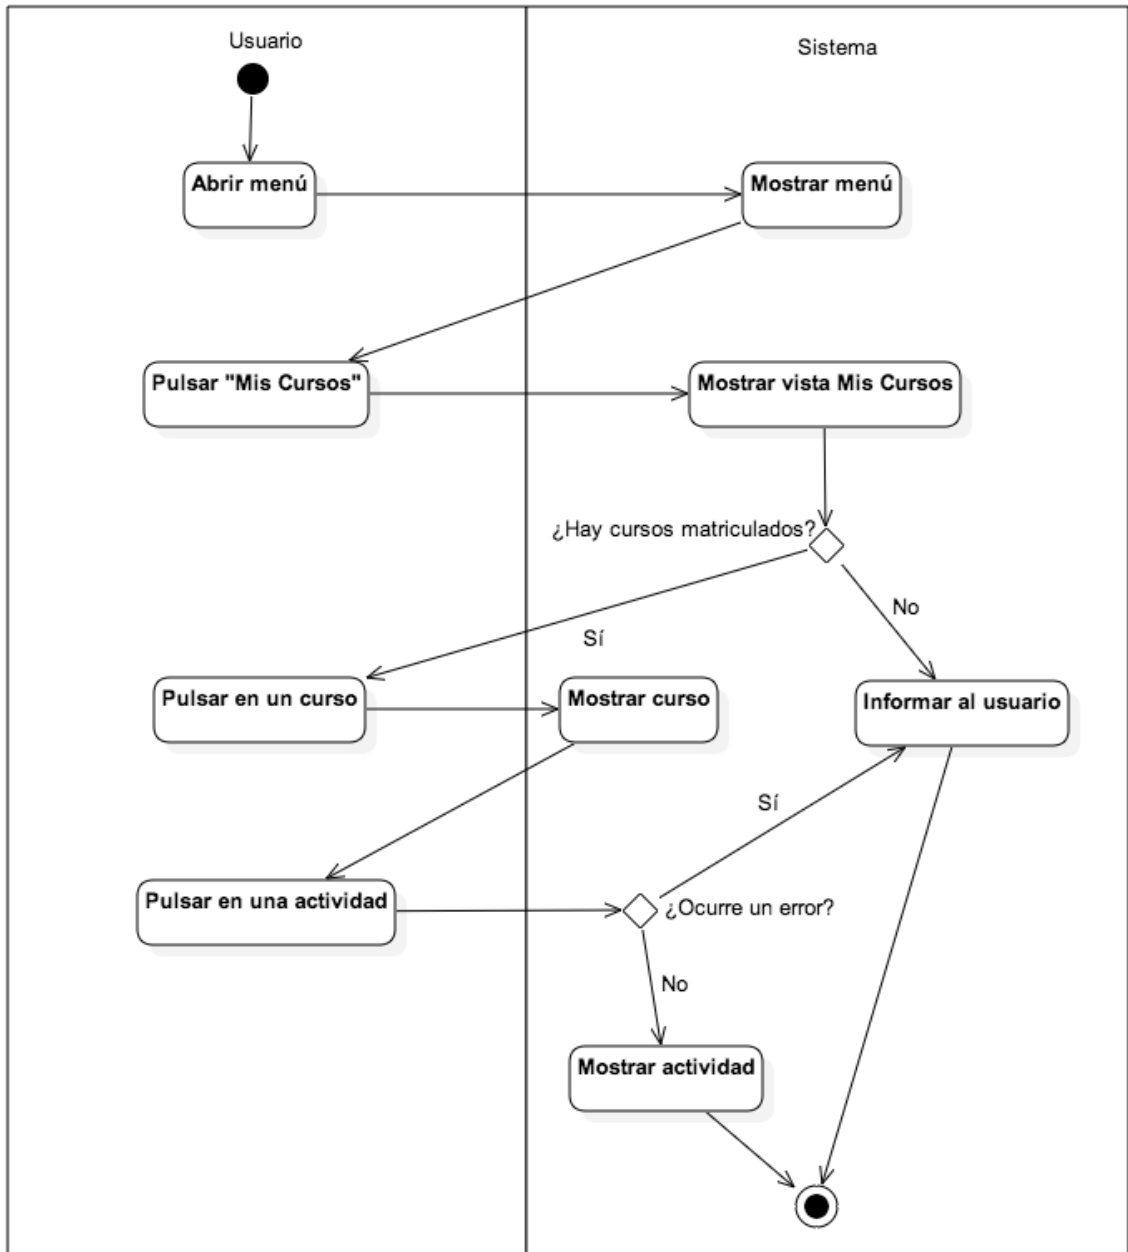 Usuario
Sistema
Abrir menú
Mostrar menú
Pulsar "Mis Cursos"
Mostrar vista Mis Cursos
¿Hay cursos matriculados?
No
Sí
Pulsar en un curso
Mostrar curso
Informar al usuario
Sí
Pulsar en una actividad
¿Ocurre un error?
No
Mostrar actividad